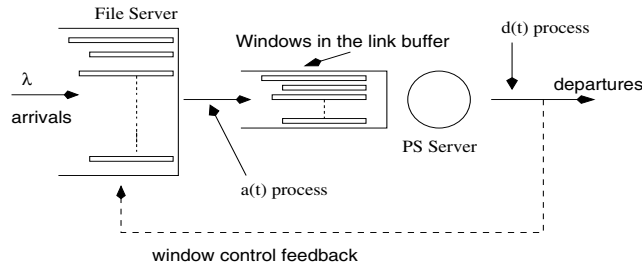 File Server
d(t) process
Windows in the link buffer
λ
arrivals
departures
PS Server
a(t) process
window control feedback